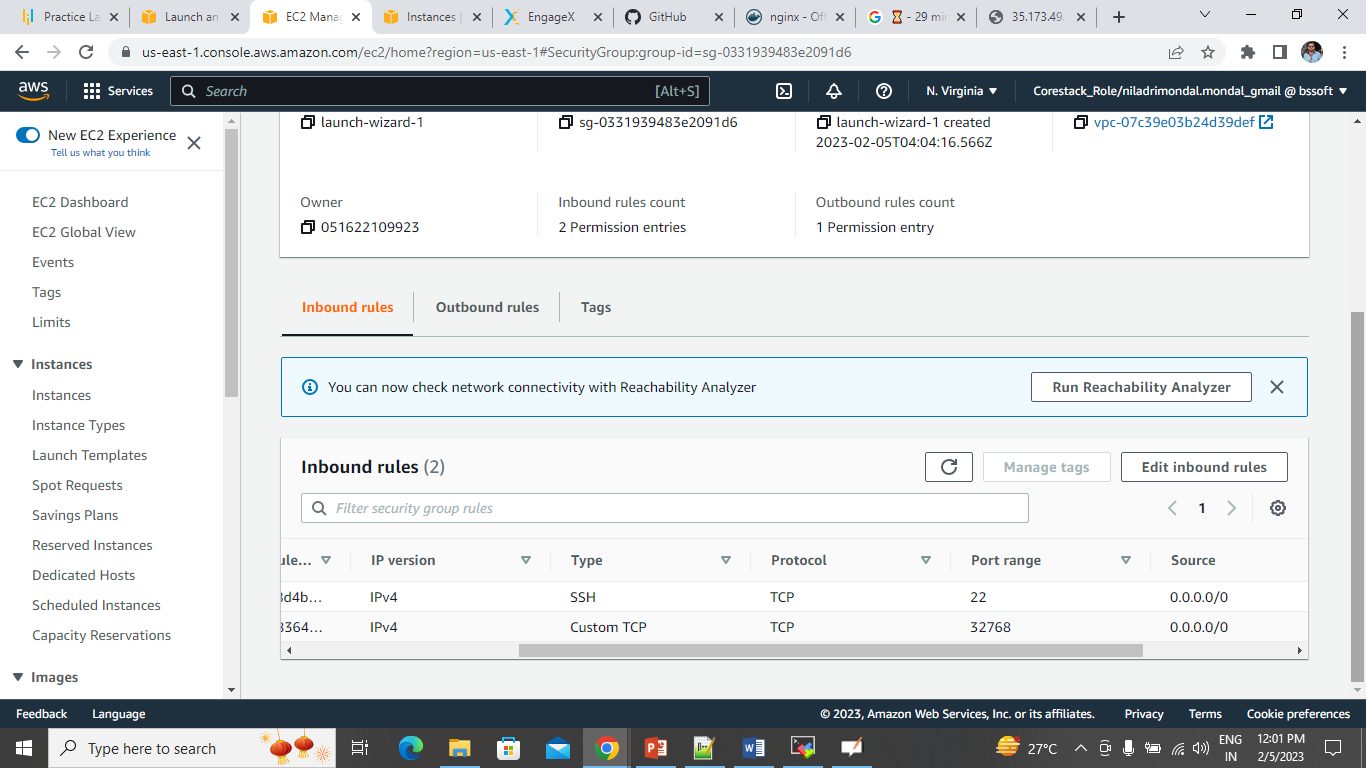 Practice La
Launch an
EC2 Manag
Instances |
EngageX
GitHub
nginx - Off
- 29 min
35.173.49.
us-east-1.console.aws.amazon.com/ec2/home?region=us-east-1#SecurityGroup:group-id=sg-0331939483e2091d6
aws
Services
Search
[Alt+S]
N. Virginia
Corestack_Role/niladrimondal.mondal_gmail @ bssoft
New EC2 Experience
Tell us what you think
EC2 Dashboard
EC2 Global View
Events
Tags
Limits
Instances
Instances
Instance Types
Launch Templates
Spot Requests
Savings Plans
Reserved Instances
Dedicated Hosts
Scheduled Instances
Capacity Reservations
Images
launch-wizard-1
sg-0331939483e2091d6
launch-wizard-1 created
2023-02-05T04:04:16.566Z
vpc-07c39e03b24d39def
Owner
051622109923
Inbound rules count
2 Permission entries
Outbound rules count
1 Permission entry
Inbound rules
Outbound rules
Tags
You can now check network connectivity with Reachability Analyzer
Run Reachability Analyzer
Inbound rules (2)
Manage tags
Edit inbound rules
Filter security group rules
1
ule...
IP version
Type
Protocol
Port range
Source
3d4b...
IPv4
SSH
TCP
22
0.0.0.0/0
3364...
IPv4
Custom TCP
TCP
32768
0.0.0.0/0
Feedback
Language
© 2023, Amazon Web Services, Inc. or its affiliates.
Privacy
Terms
Cookie preferences
Type here to search
27°C
ENG
IN
12:01 PM
2/5/2023